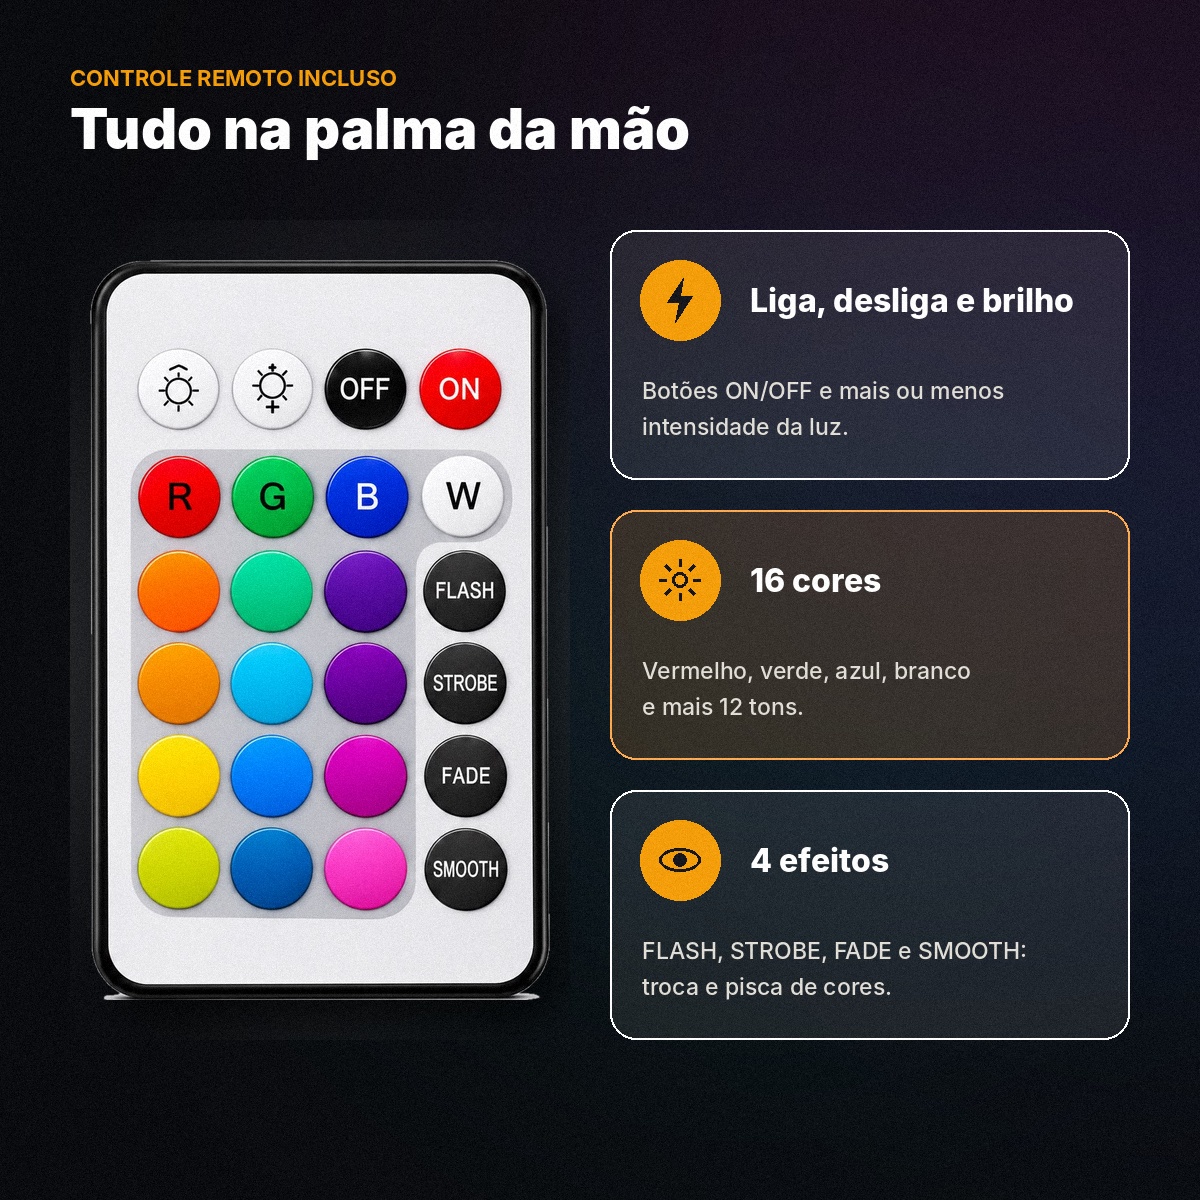 CONTROLE REMOTO INCLUSO
Tudo na palma da mão
OFF ON
R G B W
FLASH
STROBE
FADE
SMOOTH
Liga, desliga e brilho
Botões ON/OFF e mais ou menos
intensidade da luz.
16 cores
Vermelho, verde, azul, branco
e mais 12 tons.
4 efeitos
FLASH, STROBE, FADE e SMOOTH:
troca e pisca de cores.